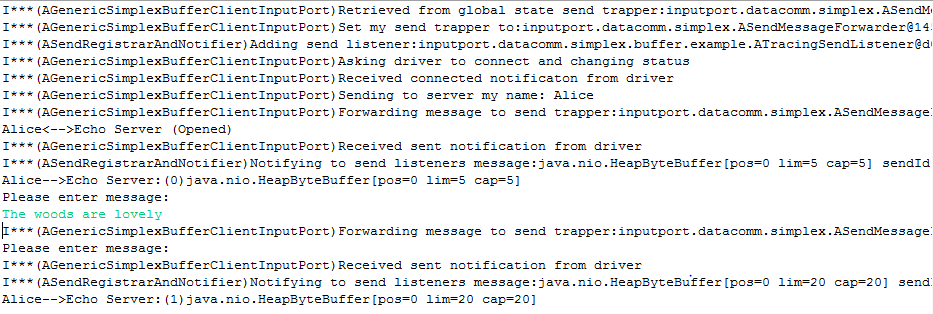 I***(AGenericSimplexBufferClientInputPort)Retrieved from global state send trapper:inputport.datacomm.simplex.ASendM
I***(AGenericSimplexBufferClientInputPort)Set my send trapper to:inputport.datacomm.simplex.ASendMessageForwarder@14
I***(ASendRegistrarAndNotifier)Adding send listener:inputport.datacomm.simplex.buffer.example.ATracingSendListener@d
I***(AGenericSimplexBufferClientInputPort)Asking driver to connect and changing status
I***(AGenericSimplexBufferClientInputPort)Received connected notificaton from driver
I***(AGenericSimplexBufferClientInputPort)Sending to server my name: Alice
I***(AGenericSimplexBufferClientInputPort)Forwarding message to send trapper:inputport.datacomm.simplex.ASendMessage
Alice<-->Echo Server (Opened)
I***(AGenericSimplexBufferClientInputPort)Received sent notification from driver
I***(ASendRegistrarAndNotifier)Notifying to send listeners message:java.nio.HeapByteBuffer[pos=0 lim=5 cap=5] sendId
Alice-->Echo Server:(0)java.nio.HeapByteBuffer[pos=0 lim=5 cap=5]
Please enter message:
The woods are lovely
I***(AGenericSimplexBufferClientInputPort)Forwarding message to send trapper:inputport.datacomm.simplex.ASendMessage
Please enter message:
I***(AGenericSimplexBufferClientInputPort)Received sent notification from driver
I***(ASendRegistrarAndNotifier)Notifying to send listeners message:java.nio.HeapByteBuffer[pos=0 lim=20 cap=20] send
Alice-->Echo Server:(1)java.nio.HeapByteBuffer[pos=0 lim=20 cap=20]